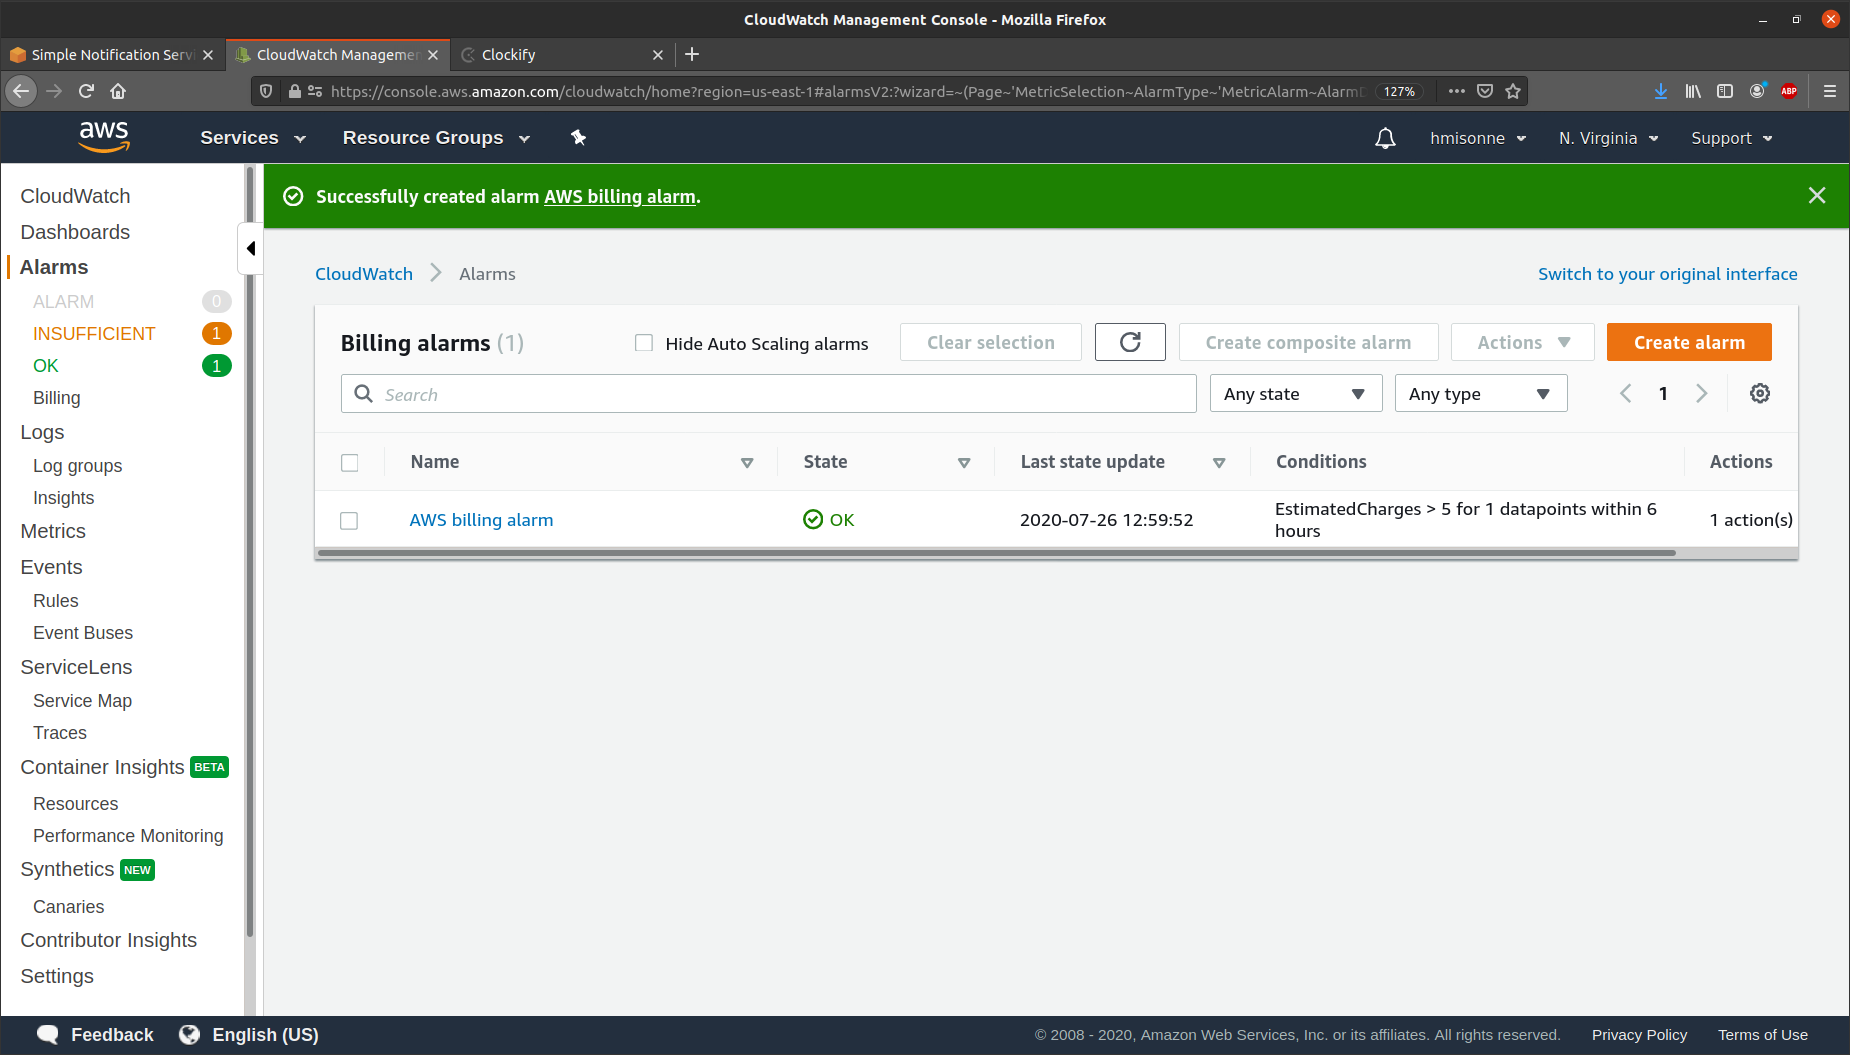 CloudWatch Management Console - Mozilla Firefox
Simple Notification Serv
CloudWatch Managemen
Clockify
https://console.aws.amazon.com/cloudwatch/home?region=us-east-1#alarmsV2:?wizard=~(Page~'MetricSelection~AlarmType~'MetricAlarm~AlarmD
127%
ABP
aws
Services
Resource Groups
hmisonne
N. Virginia
Support
CloudWatch
Dashboards
Alarms
ALARM 0
INSUFFICIENT 1
OK 1
Billing
Logs
Log groups
Insights
Metrics
Events
Rules
Event Buses
ServiceLens
Service Map
Traces
Container Insights BETA
Resources
Performance Monitoring
Synthetics NEW
Canaries
Contributor Insights
Settings
Successfully created alarm AWS billing alarm.
CloudWatch
Alarms
Switch to your original interface
Billing alarms (1)
Hide Auto Scaling alarms
Clear selection
Create composite alarm
Actions
Create alarm
Search
Any state
Any type
1
Name
State
Last state update
Conditions
Actions
AWS billing alarm
OK
2020-07-26 12:59:52
EstimatedCharges > 5 for 1 datapoints within 6
hours
1 action(s)
Feedback
English (US)
© 2008 - 2020, Amazon Web Services, Inc. or its affiliates. All rights reserved.
Privacy Policy
Terms of Use